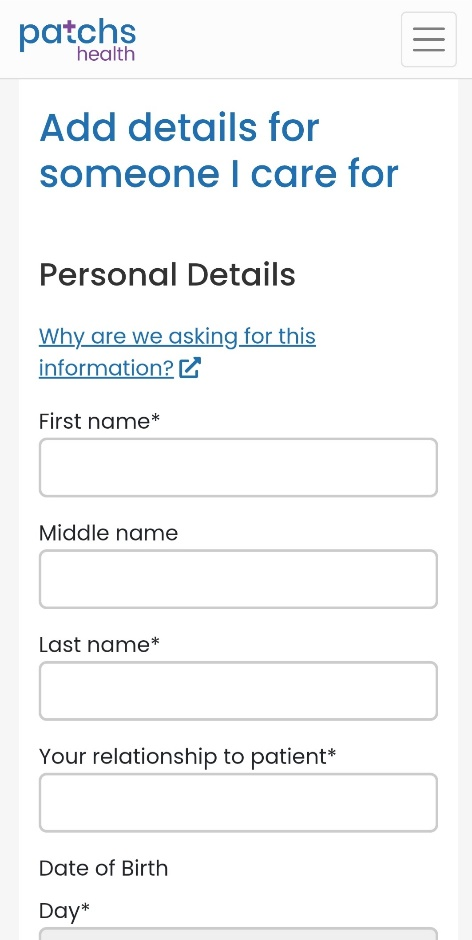 patchs
health
Add details for
someone I care for
Personal Details
Why are we asking for this
information?
First name*
Middle name
Last name*
Your relationship to patient*
Date of Birth
Day*